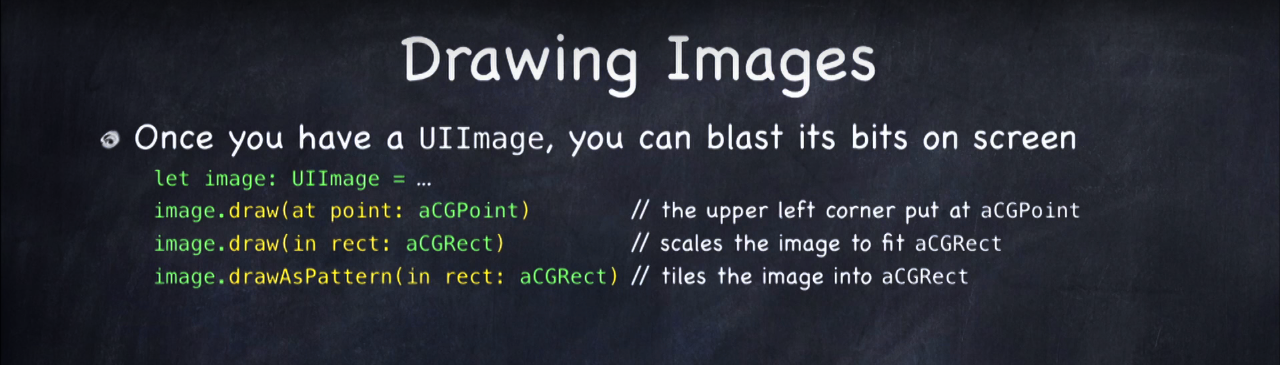 Drawing Images
Once you have a UIImage, you can blast its bits on screen
let image: UIImage = …
image.draw(at point: aCGPoint) // the upper left corner put at aCGPoint
image.draw(in rect: aCGRect) // scales the image to fit aCGRect
image.drawAsPattern(in rect: aCGRect) // tiles the image into aCGRect